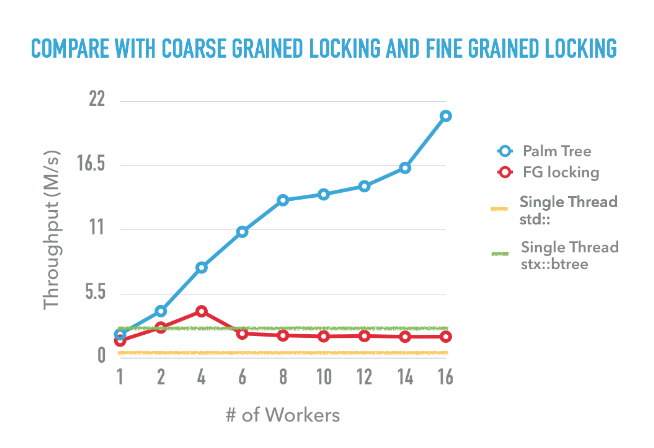 COMPARE WITH COARSE GRAINED LOCKING AND FINE GRAINED LOCKING
22
16.5
11
5.5
0
Throughput (M/s)
1 2 4 6 8 10 12 14 16
# of Workers
Palm Tree
FG locking
Single Thread
std::
Single Thread
stx::btree